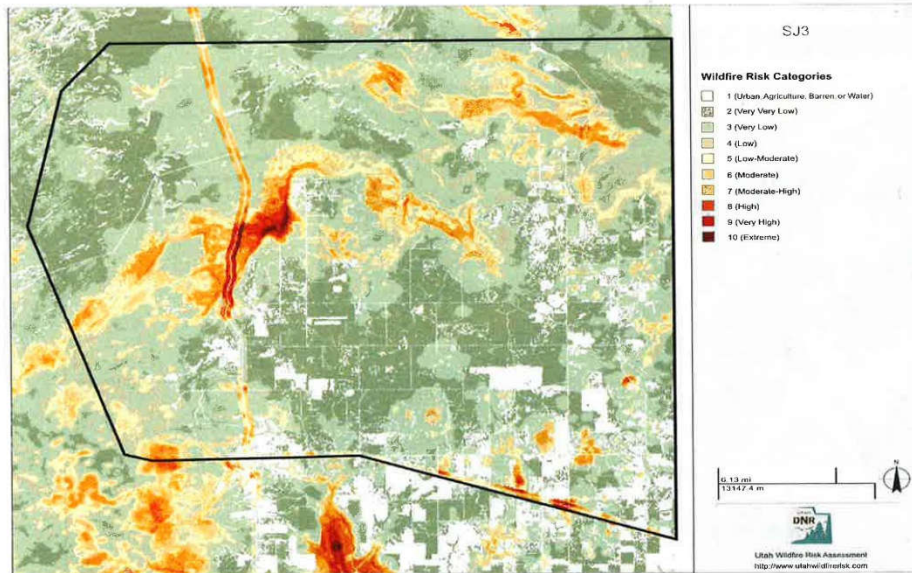 SJ3
Wildfire Risk Categories
1 (Urban, Agriculture, Barren, or Water)
2 (Very Very Low)
3 (Very Low)
4 (Low)
5 (Low-Moderate)
6 (Moderate)
7 (Moderate-High)
8 (High)
9 (Very High)
10 (Extreme)
6.13 mi
13147.4 m
N
DNR
Utah Wildfire Risk Assessment
http://www.utahwildfirerisk.com